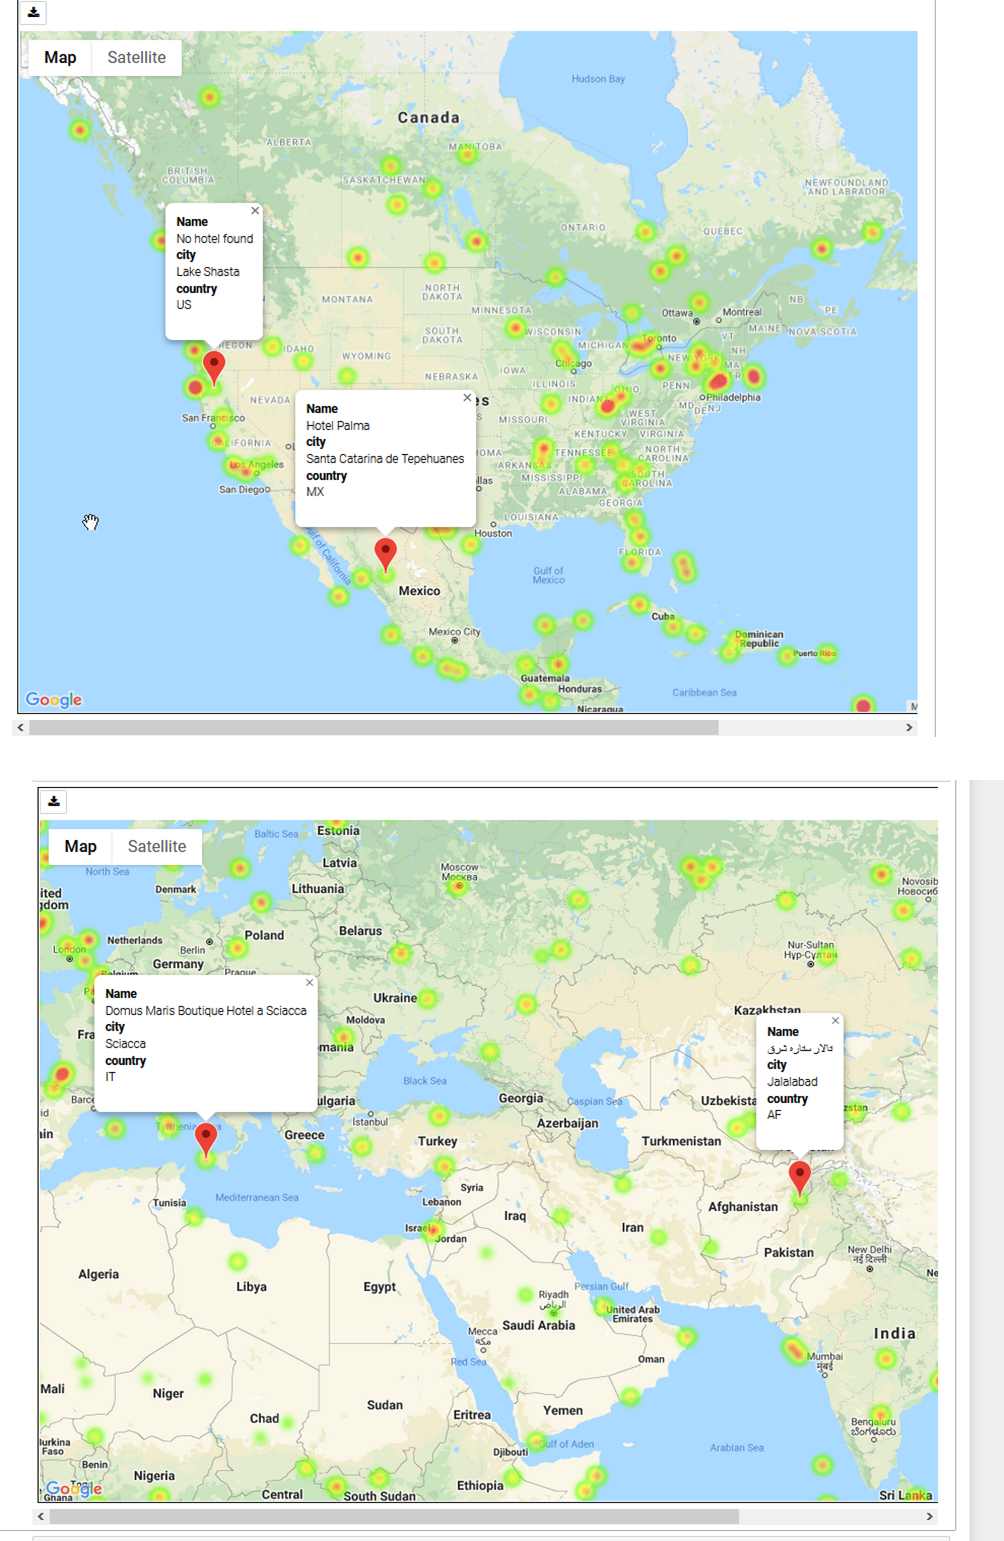 Map
Satellite
Hudson Bay
Canada
ALBERTA
MANITOBA
BRITISH
COLUMBIA
SASKATCHEWAN
NEWFOUNDLAND
AND LABRADOR
ONTARIO
QUEBEC
Name
No hotel found
city
Lake Shasta
country
US
MONTANA
NORTH
DAKOTA
MINNESOTA
Ottawa
Montreal
NB
PE
MAINE
NOVA SCOTIA
SOUTH
DAKOTA
WISCONSIN
MICHIGAN
Toronto
VT
NH
NEW YORK
IDAHO
WYOMING
Chicago
IOWA
NEBRASKA
ILLINOIS
INDIANA
OHIO
PENN
Philadelphia
MD
DE
NJ
NEVADA
es
San Francisco
MISSOURI
WEST
VIRGINIA
KENTUCKY
VIRGINIA
Name
Hotel Palma
city
Santa Catarina de Tepehuanes
country
MX
Los Angeles
San Diego
HOMA
ARKANSAS
TENNESSEE
NORTH
CAROLINA
MISSISSIPPI
SOUTH
CAROLINA
llas
ALABAMA
GEORGIA
LOUISIANA
Houston
FLORIDA
Gulf of California
Gulf of
Mexico
Mexico
Mexico City
Cuba
Dominican
Republic
Puerto Rico
Guatemala
Honduras
Caribbean Sea
Nicaragua
Google
M
Map
Satellite
Baltic Sea
Estonia
North Sea
Latvia
Moscow
Москва
Denmark
Lithuania
Novosib
Новосиб
ited
gdom
Netherlands
Berlin
Poland
Belarus
London
Germany
Nur-Sultan
Нұр-Сұлтан
Belgium
Prague
Pa
Ukraine
Kazakhstan
Fra
Moldova
Name
Domus Maris Boutique Hotel a Sciacca
city
Sciacca
country
IT
omania
Name
تالار ستاره شرق
city
Jalalabad
country
AF
Black Sea
Barce
ulgaria
Georgia
Caspian Sea
Uzbekista
zstan
id
Istanbul
Azerbaijan
in
Greece
Turkey
Turkmenistan
Tunisia
Mediterranean Sea
Syria
Lebanon
Iraq
Afghanistan
Israel
Jordan
Iran
Pakistan
New Delhi
नई दिल्ली
Algeria
Libya
Egypt
Ne
Persian Gulf
Riyadh
الرياض
United Arab
Emirates
Saudi Arabia
Mecca
مكة
India
Red Sea
Oman
Mumbai
मुंबई
Mali
Niger
Sudan
Chad
Eritrea
Yemen
Bengaluru
ಬೆಂಗಳೂರು
urkina
Faso
Djibouti
Gulf of Aden
Arabian Sea
Benin
Nigeria
Ethiopia
Google
Togo
Ghana
Central
South Sudan
Sri Lanka